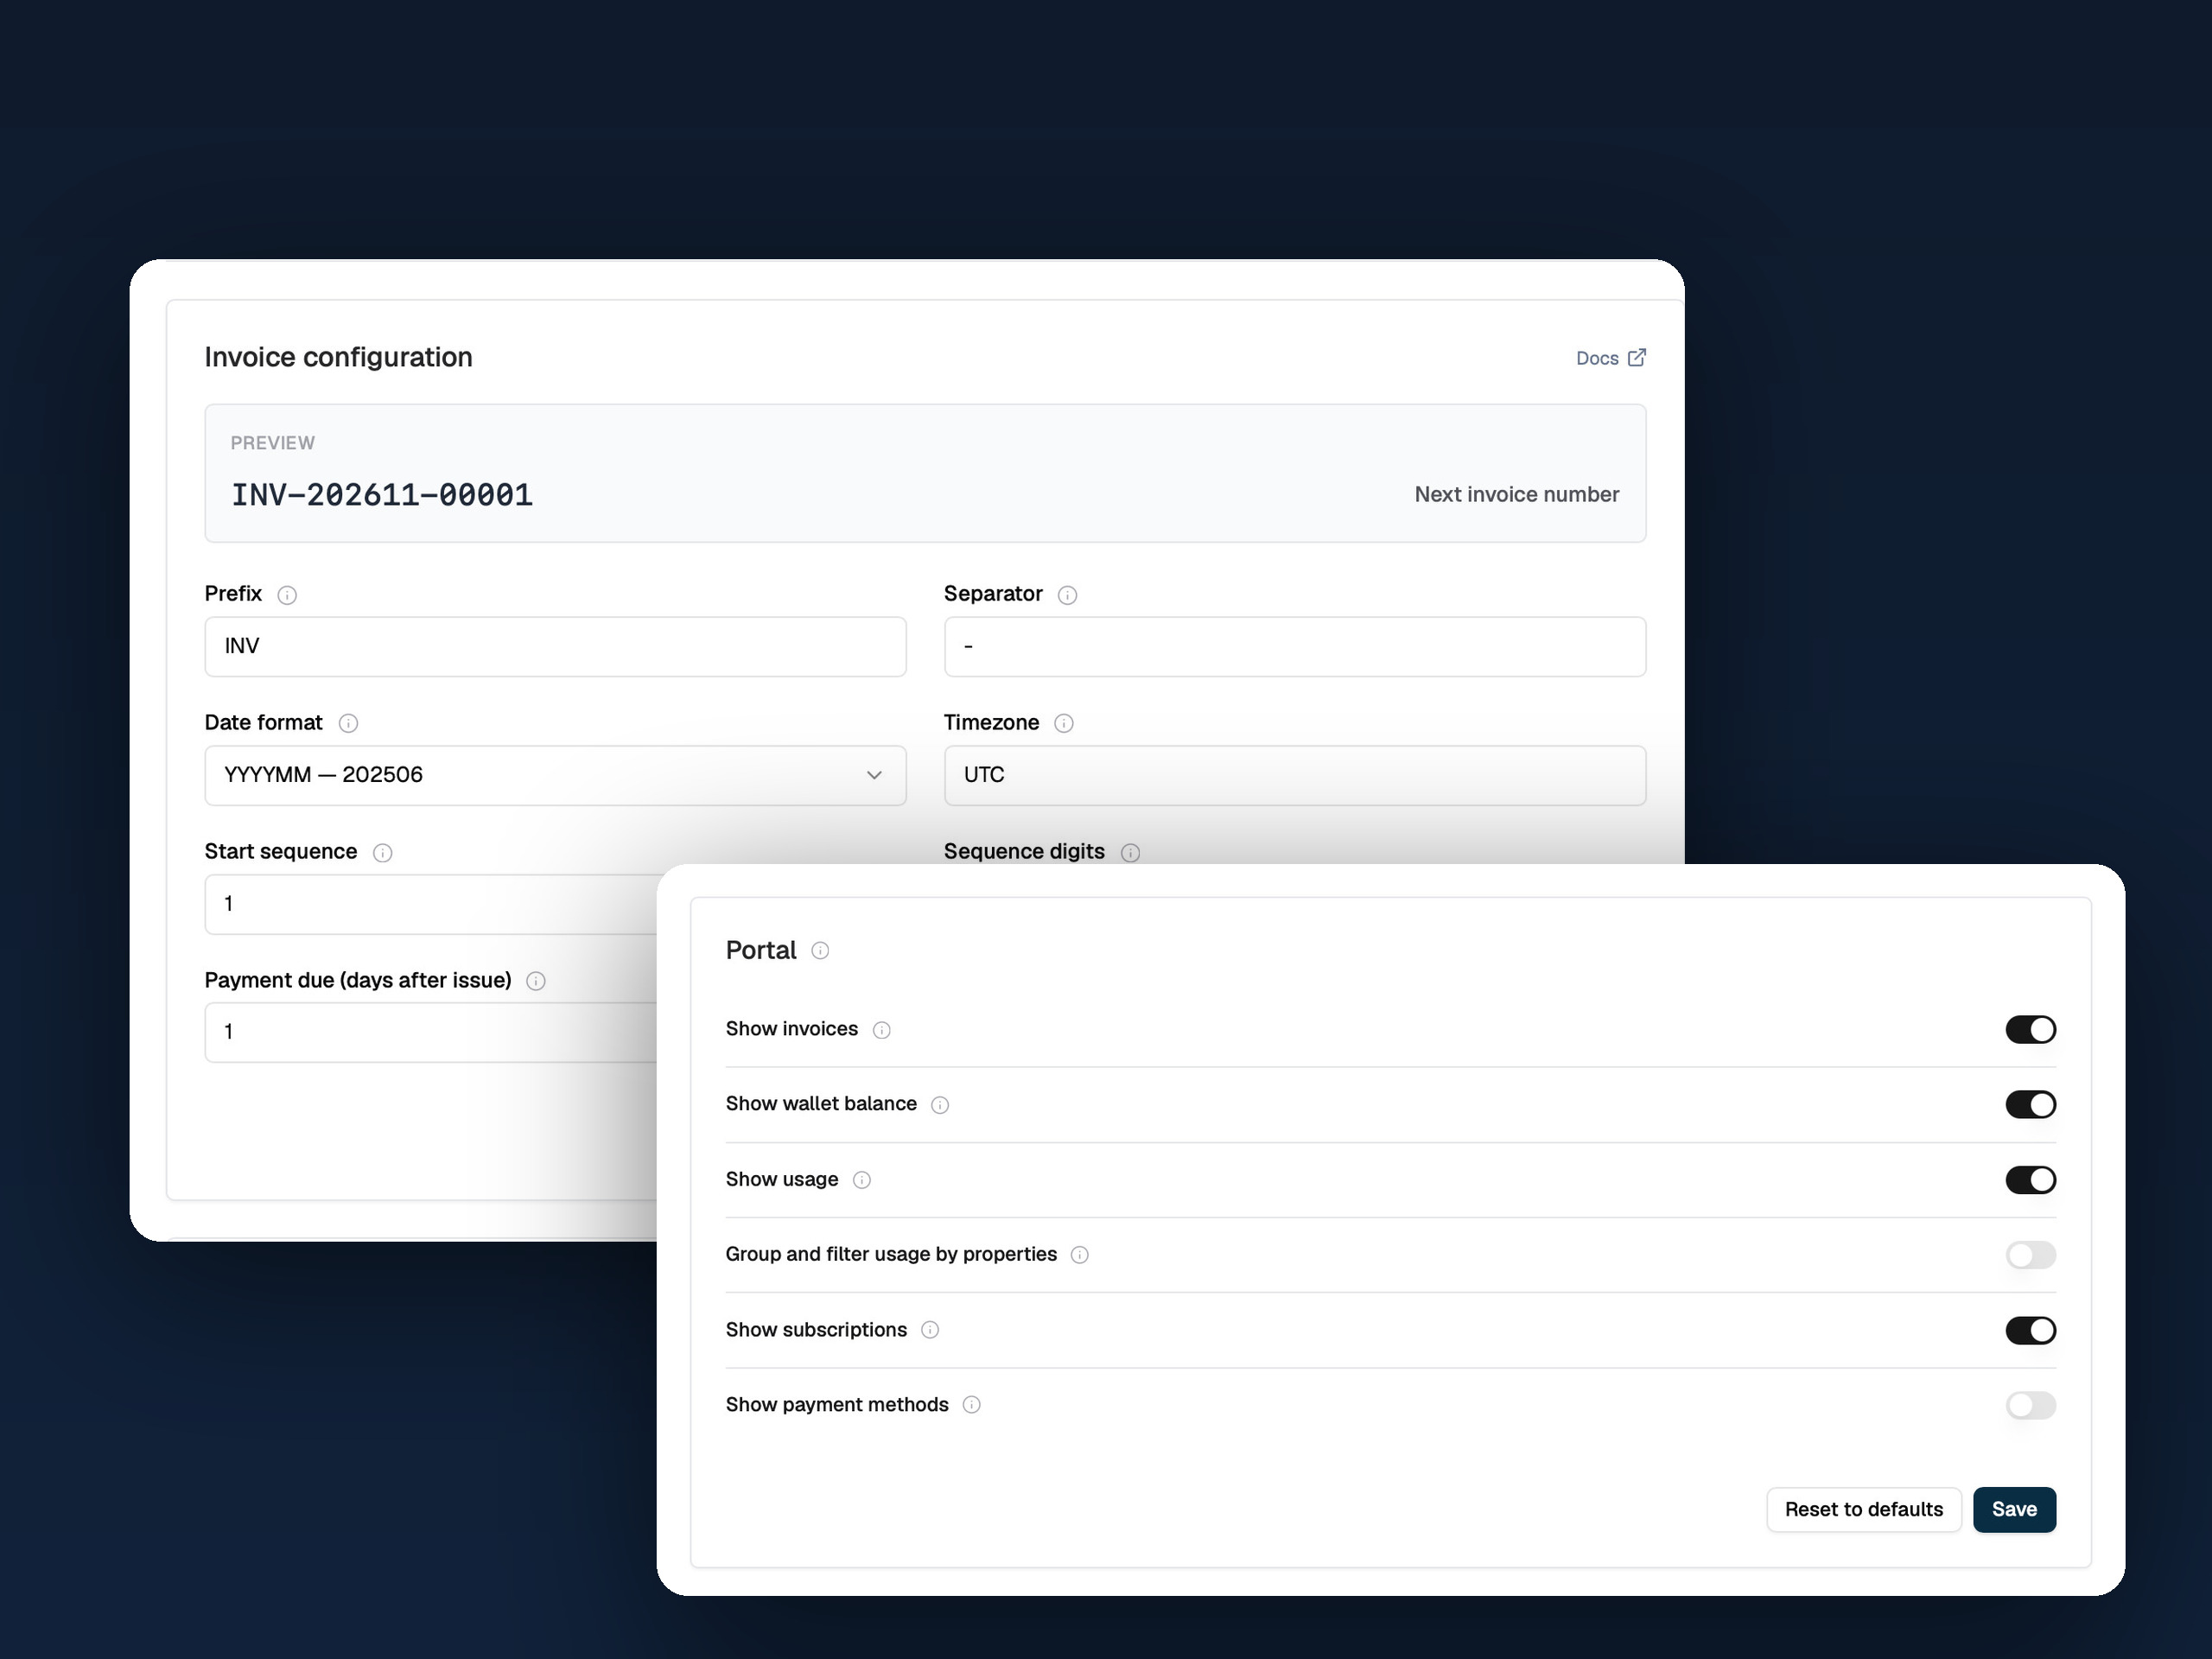 Invoice configuration
Docs
PREVIEW
INV-202611-00001
Next invoice number
Prefix
Separator
INV
-
Date format
Timezone
YYYYMM — 202506
UTC
Start sequence
Sequence digits
1
Payment due (days after issue)
1
Portal
Show invoices
Show wallet balance
Show usage
Group and filter usage by properties
Show subscriptions
Show payment methods
Reset to defaults
Save